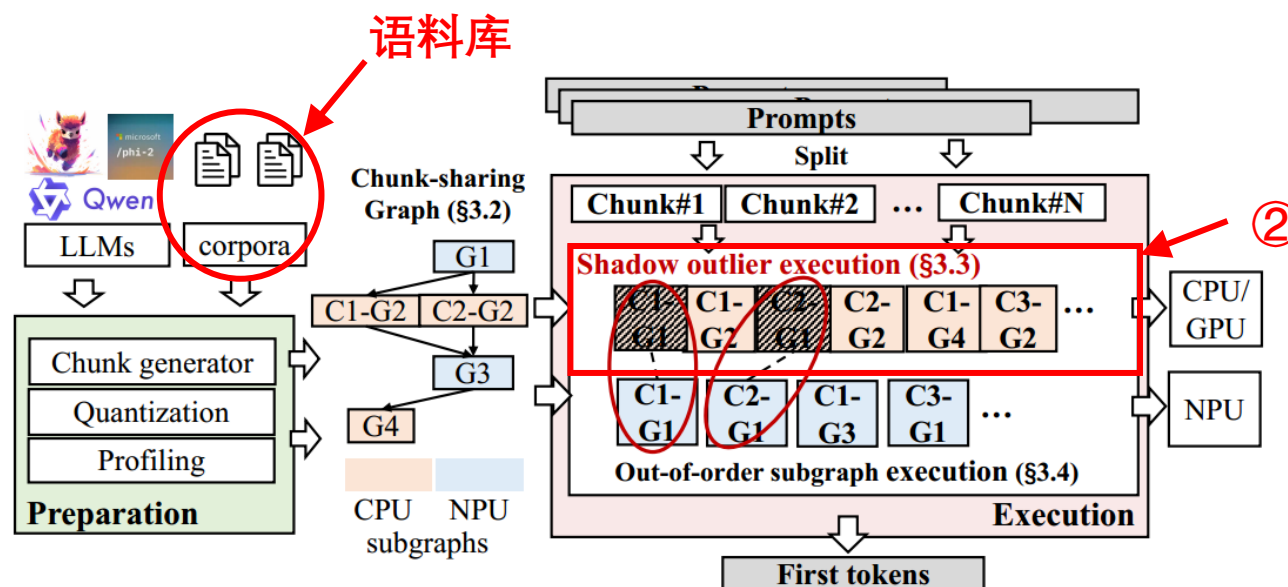 语料库
microsoft
/phi-2
Qwen
LLMs
corpora
Chunk generator
Quantization
Profiling
Preparation
Chunk-sharing
Graph (§3.2)
G1
C1-G2
C2-G2
G3
G4
CPU
NPU
subgraphs
Prompts
Split
Chunk#1
Chunk#2
...
Chunk#N
②
Shadow outlier execution (§3.3)
C1-
G1
C1-
G2
C2-
G1
C2-
G2
C1-
G4
C3-
G2
...
C1-
G1
C2-
G1
C1-
G3
C3-
G1
...
Out-of-order subgraph execution (§3.4)
Execution
CPU/
GPU
NPU
First tokens